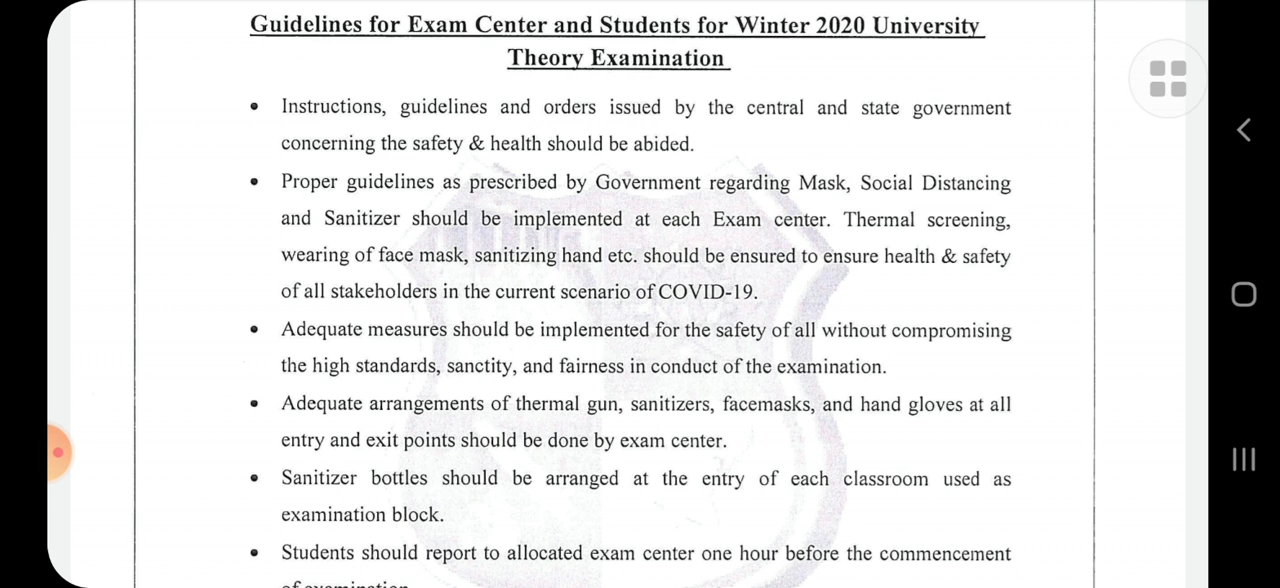 Guidelines for Exam Center and Students for Winter 2020 University
Theory Examination
• Instructions, guidelines and orders issued by the central and state government
concerning the safety & health should be abided.
• Proper guidelines as prescribed by Government regarding Mask, Social Distancing
and Sanitizer should be implemented at each Exam center. Thermal screening,
wearing of face mask, sanitizing hand etc. should be ensured to ensure health & safety
of all stakeholders in the current scenario of COVID-19.
• Adequate measures should be implemented for the safety of all without compromising
the high standards, sanctity, and fairness in conduct of the examination.
• Adequate arrangements of thermal gun, sanitizers, facemasks, and hand gloves at all
entry and exit points should be done by exam center.
• Sanitizer bottles should be arranged at the entry of each classroom used as
examination block.
• Students should report to allocated exam center one hour before the commencement
of examination